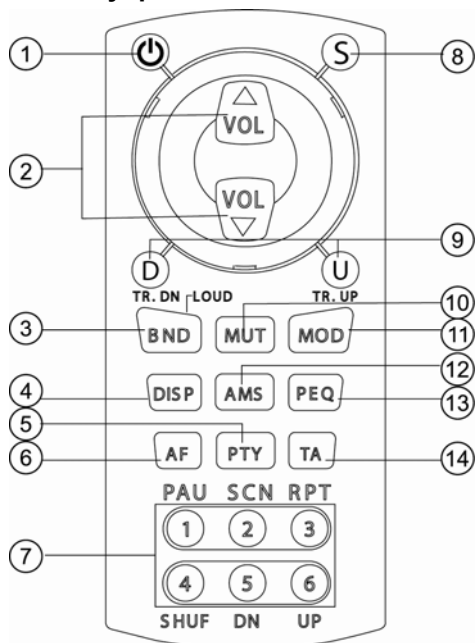 1 S 8
VOL
2 VOL
D U 9
TR. DN LOUD TR. UP 10
3 BND MUT MOD 11
12
4 DISP AMS PEQ 13
5
6 AF PTY TA 14
PAU SCN RPT
1 2 3
7
4 5 6
SHUF DN UP